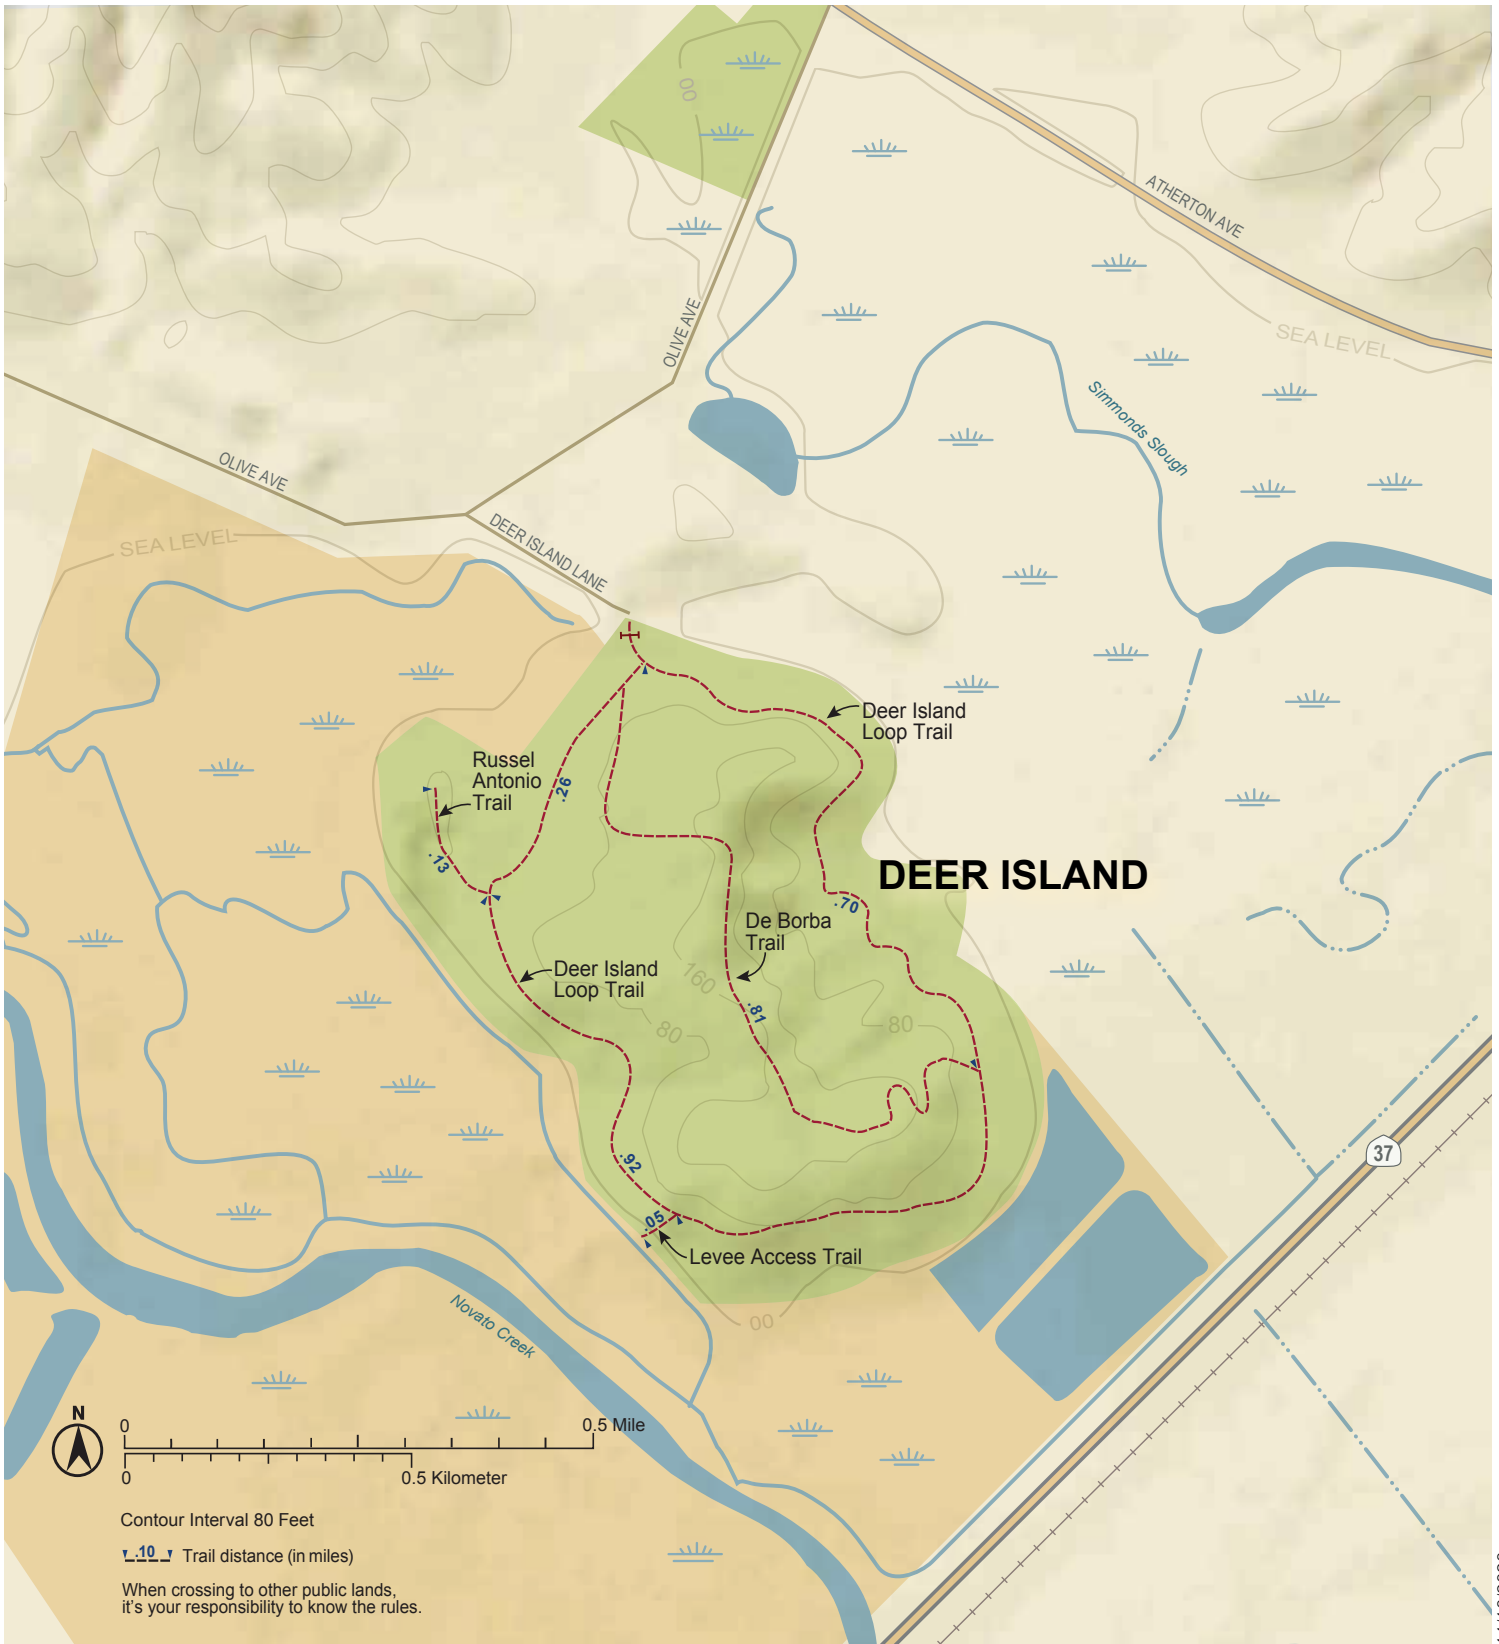 00
ATHERTON AVE
OLIVE AVE
SEA LEVEL
Simmonds Slough
OLIVE AVE
DEER ISLAND LANE
SEA LEVEL
Deer Island
Loop Trail
Russel
Antonio
Trail
.26
.13
DEER ISLAND
.70
De Borba
Trail
Deer Island
Loop Trail
160
80
.81
80
37
.92
.05
Levee Access Trail
00
Novato Creek
N
0
0.5 Mile
0
0.5 Kilometer
Contour Interval 80 Feet
.10 Trail distance (in miles)
When crossing to other public lands,
it's your responsibility to know the rules.